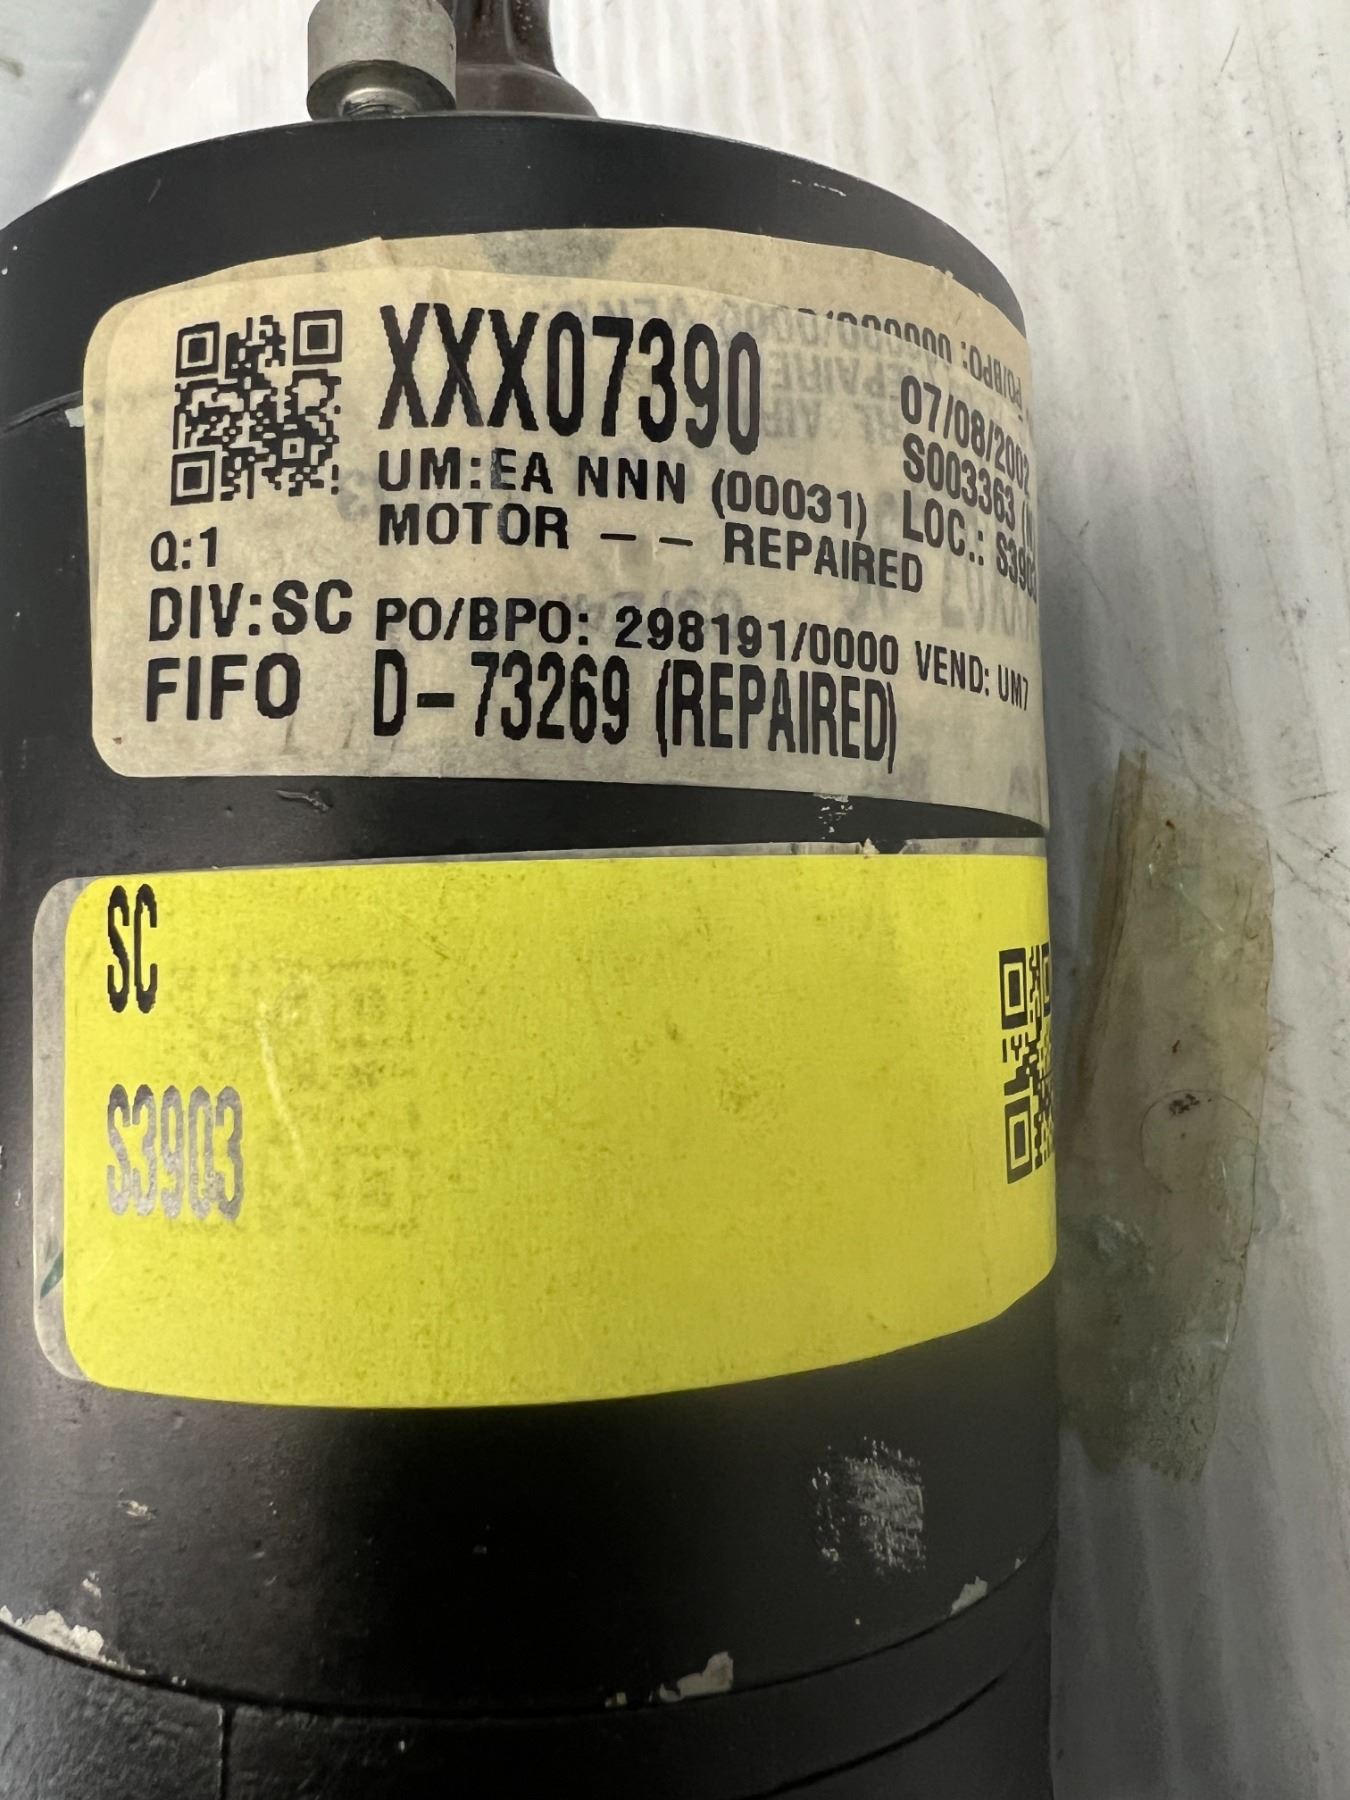 XXX07390
UM:EA NNN (00031)
MOTOR – – REPAIRED
07/08/2002
S003363
LOC.: S3903
Q:1
DIV:SC
PO/BPO: 298191/0000 VEND: UM7
FIFO
D-73269 (REPAIRED)
SC
S3903